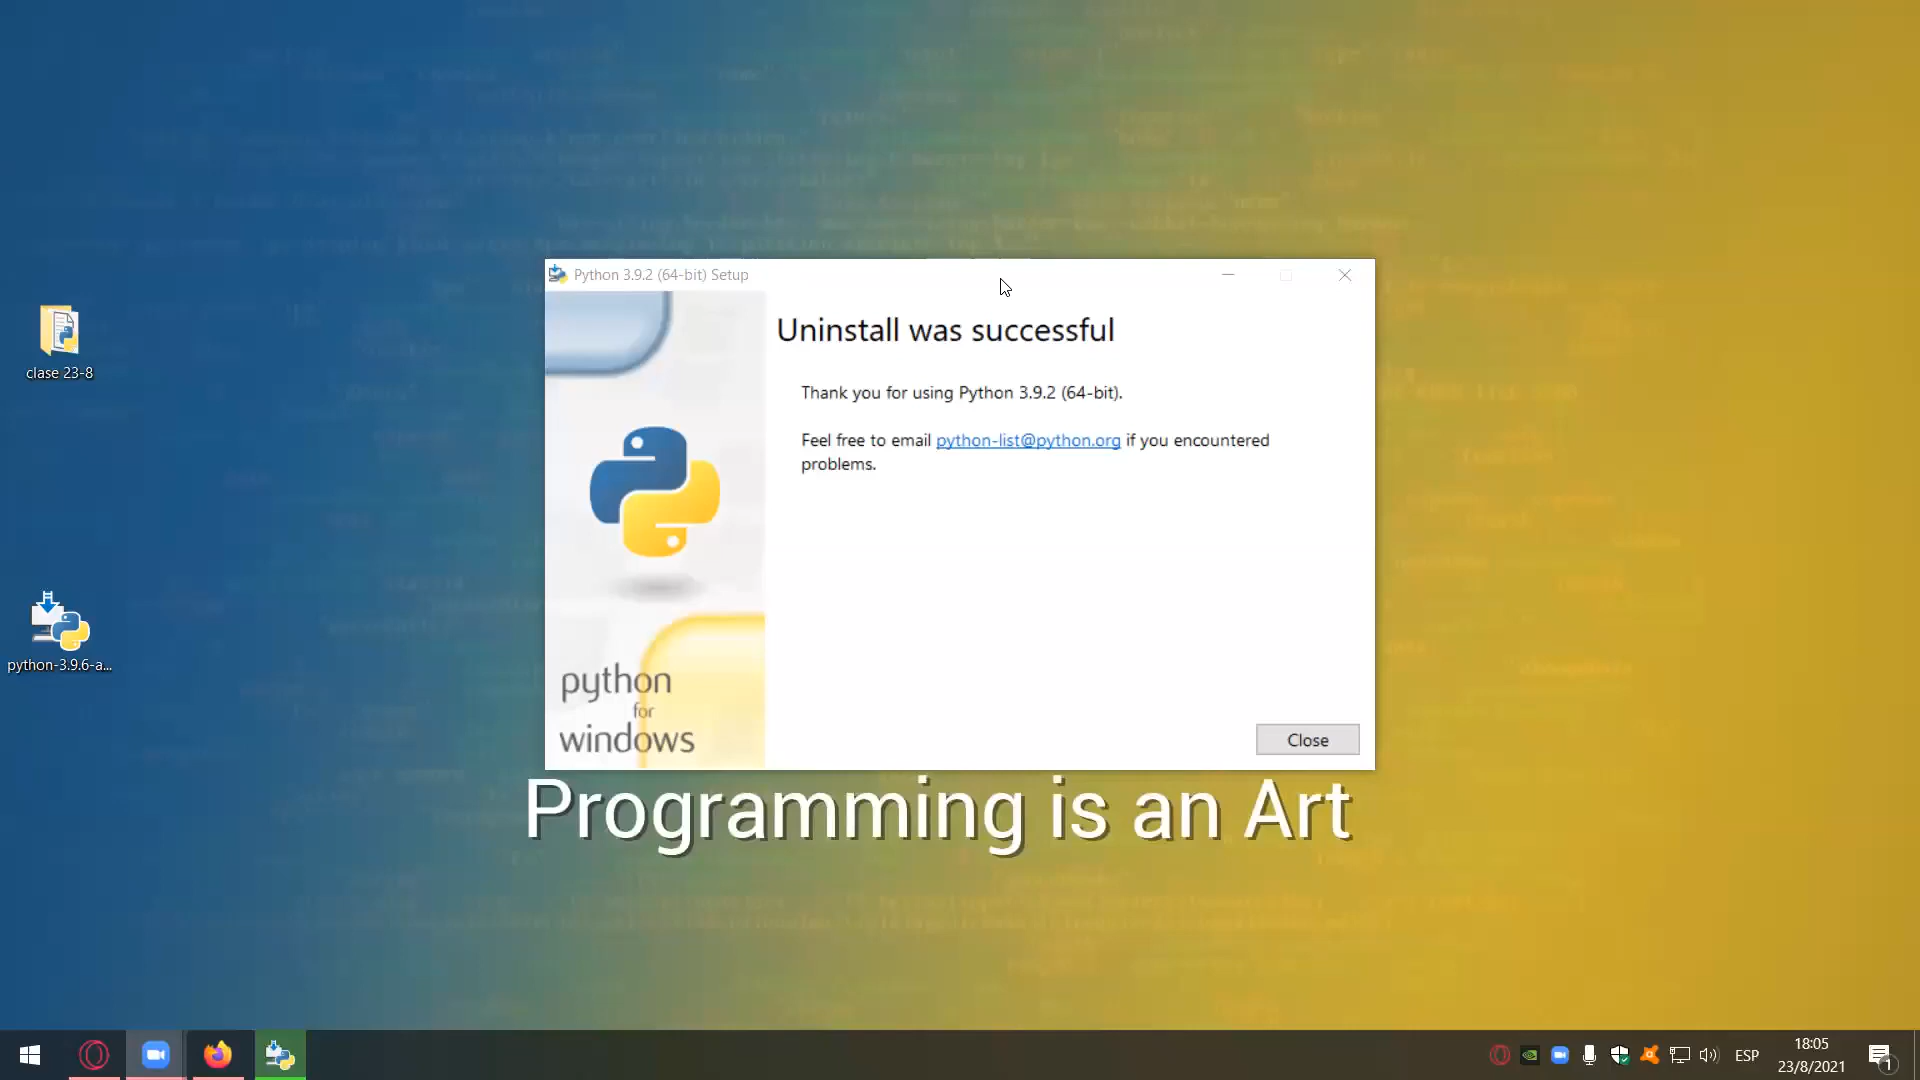 Python 3.9.2 (64-bit) Setup
Uninstall was successful
Thank you for using Python 3.9.2 (64-bit).
Feel free to email python-list@python.org if you encountered
problems.
python
for
windows
Close
clase 23-8
python-3.9.6-a...
Programming is an Art
ESP
18:05
23/8/2021
1